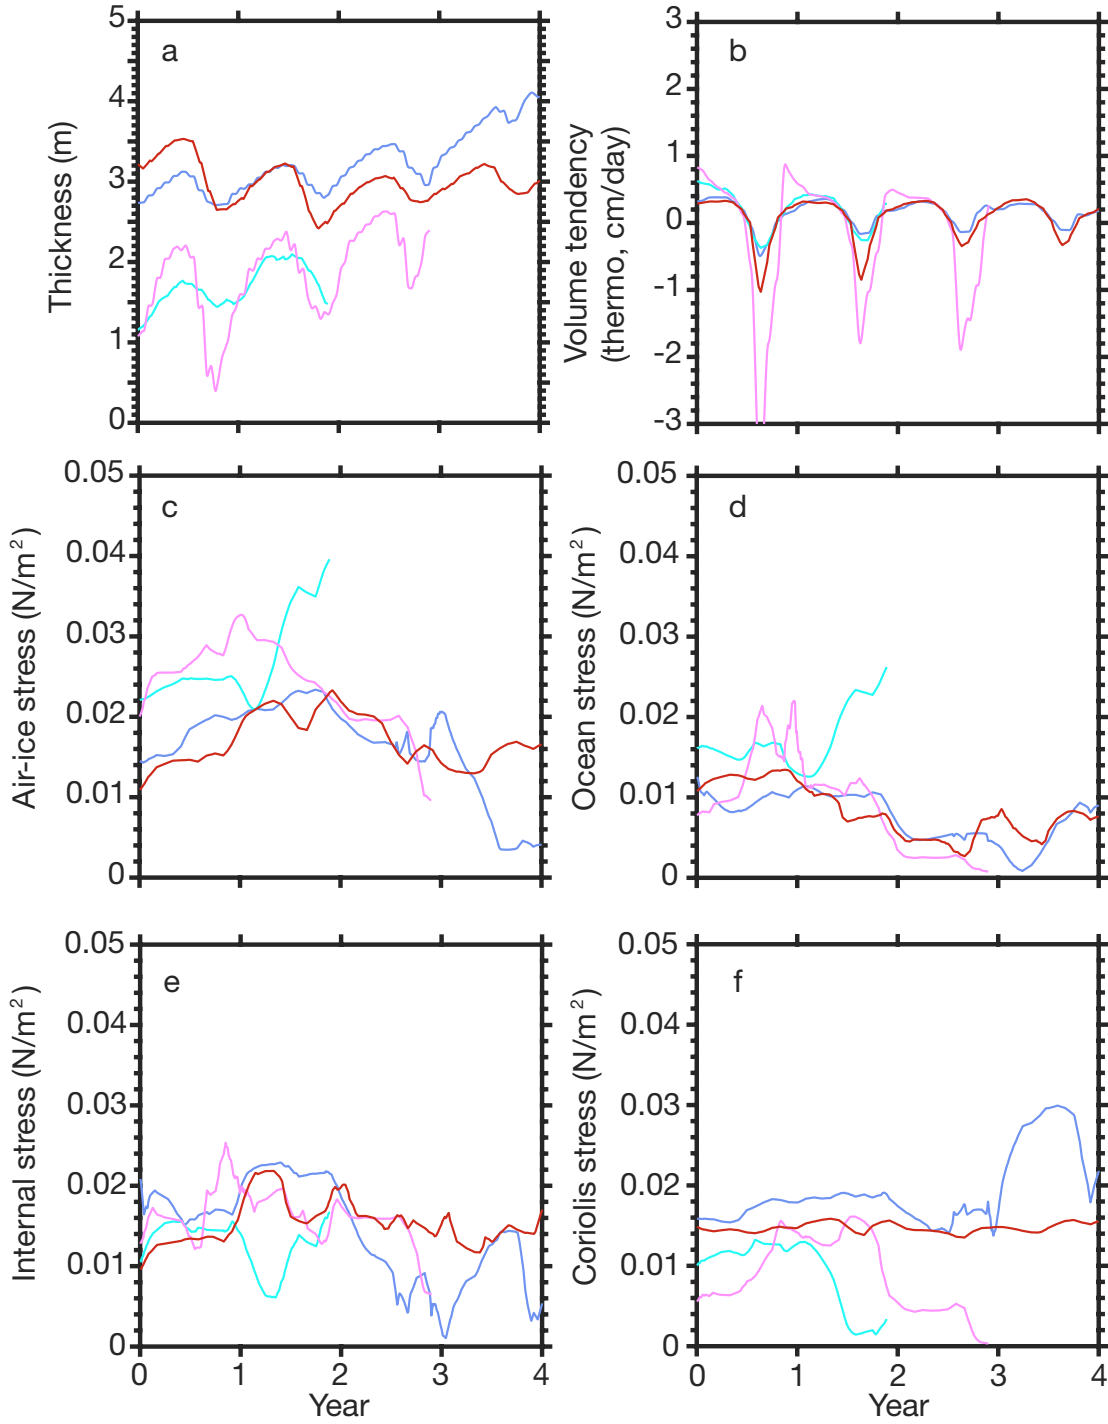 a
5
4
3
2
1
0
Thickness (m)
b
3
2
1
0
-1
-2
-3
Volume tendency
(thermo, cm/day)
c
0.05
0.04
0.03
0.02
0.01
0
Air-ice stress (N/m²)
d
0.05
0.04
0.03
0.02
0.01
0
Ocean stress (N/m²)
e
0.05
0.04
0.03
0.02
0.01
0
Internal stress (N/m²)
0 1 2 3 4
Year
f
0.05
0.04
0.03
0.02
0.01
0
Coriolis stress (N/m²)
0 1 2 3 4
Year